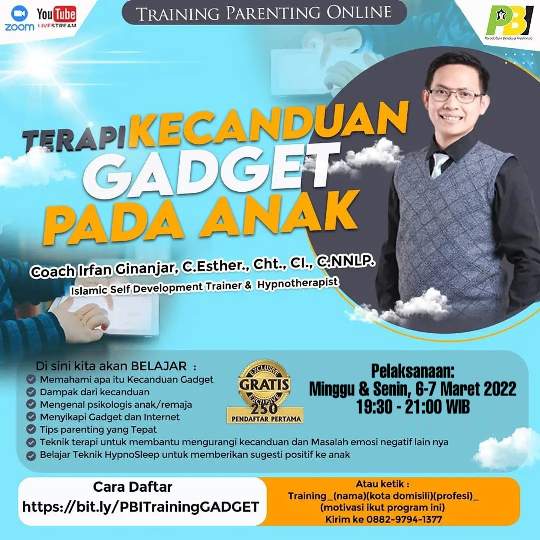 zoom
YouTube
LIVESTREAM
TRAINING PARENTING ONLINE
PBI
TERAPI KECANDUAN
GADGET
PADA ANAK
Coach Irfan Ginanjar, C.Esther., Cht., CI., C.NNLP.
Islamic Self Development Trainer & Hypnotherapist
Di sini kita akan BELAJAR :
Memahami apa itu Kecanduan Gadget
Dampak dari kecanduan
Mengenal psikologis anak/remaja
Menyikapi Gadget dan Internet
Tips parenting yang Tepat
Teknik terapi untuk membantu mengurangi kecanduan dan Masalah emosi negatif lain nya
Belajar Teknik HypnoSleep untuk memberikan sugesti positif ke anak
EXCLUSIVE
GRATIS
250
PENDAFTAR PERTAMA
Pelaksanaan:
Minggu & Senin, 6-7 Maret 2022
19:30 - 21:00 WIB
Cara Daftar
https://bit.ly/PBITrainingGADGET
Atau ketik :
Training_(nama)(kota domisili)(profesi)_
(motivasi ikut program ini)
Kirim ke 0882-9794-1377